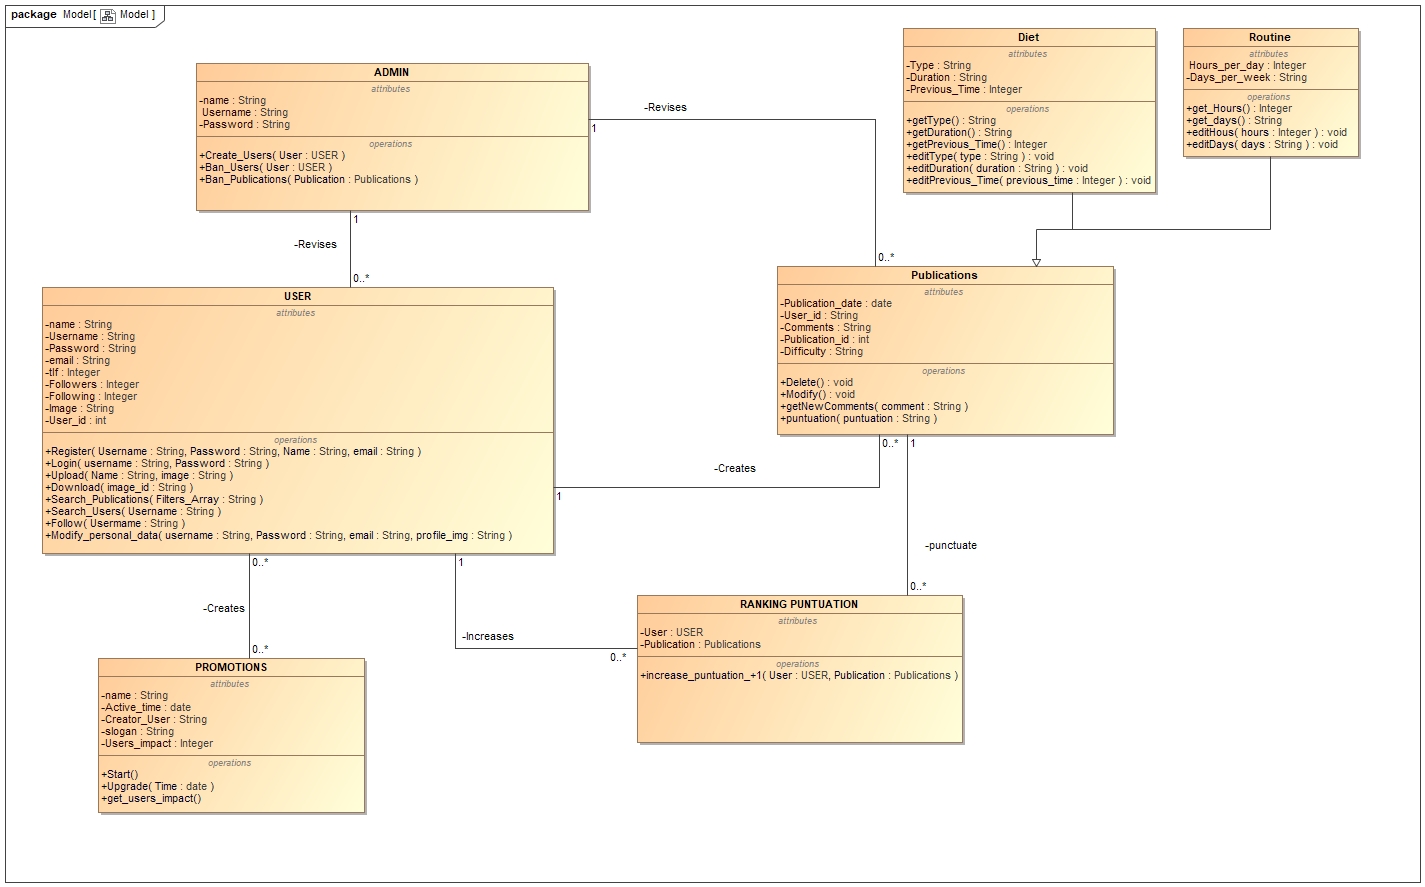 package Model[ Model ]
ADMIN
attributes
-name : String
Username : String
-Password : String
operations
+Create_Users( User : USER )
+Ban_Users( User : USER )
+Ban_Publications( Publication : Publications )
Diet
attributes
-Type : String
-Duration : String
-Previous_Time : Integer
operations
+getType() : String
+getDuration() : String
+getPrevious_Time() : Integer
+editType( type : String ) : void
+editDuration( duration : String ) : void
+editPrevious_Time( previous_time : Integer ) : void
Routine
attributes
Hours_per_day : Integer
-Days_per_week : String
operations
+get_Hours() : Integer
+get_days() : String
+editHous( hours : Integer ) : void
+editDays( days : String ) : void
-Revises
1
0..*
1
-Revises
0..*
USER
attributes
-name : String
-Username : String
-Password : String
-email : String
-tlf : Integer
-Followers : Integer
-Following : Integer
-Image : String
-User_id : int
operations
+Register( Username : String, Password : String, Name : String, email : String )
+Login( username : String, Password : String )
+Upload( Name : String, image : String )
+Download( image_id : String )
+Search_Publications( Filters_Array : String )
+Search_Users( Username : String )
+Follow( Usermame : String )
+Modify_personal_data( username : String, Password : String, email : String, profile_img : String )
Publications
attributes
-Publication_date : date
-User_id : String
-Comments : String
-Publication_id : int
-Difficulty : String
operations
+Delete() : void
+Modify() : void
+getNewComments( comment : String )
+puntuation( puntuation : String )
0..*
1
-Creates
1
-punctuate
0..*
0..*
-Creates
0..*
1
-Increases
0..*
RANKING PUNTUATION
attributes
-User : USER
-Publication : Publications
operations
+increase_puntuation_+1( User : USER, Publication : Publications )
PROMOTIONS
attributes
-name : String
-Active_time : date
-Creator_User : String
-slogan : String
-Users_impact : Integer
operations
+Start()
+Upgrade( Time : date )
+get_users_impact()